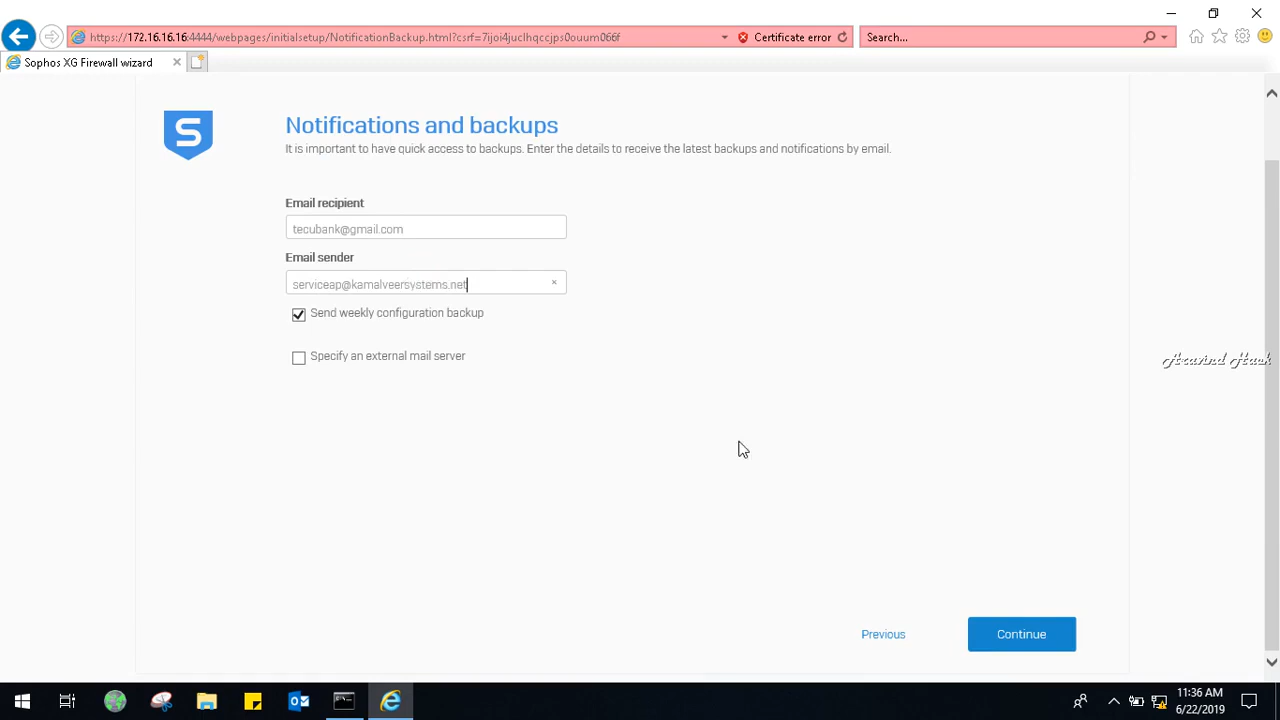 https://172.16.16.16:4444/webpages/initialsetup/NotificationBackup.html?csrf=7ijoi4juclhqccjps0ouum066f
Certificate error
Search...
Sophos XG Firewall wizard
S
Notifications and backups
It is important to have quick access to backups. Enter the details to receive the latest backups and notifications by email.
Email recipient
tecubank@gmail.com
Email sender
serviceap@kamalveersystems.net
Send weekly configuration backup
Specify an external mail server
Aravind Hack
Previous
Continue
11:36 AM
6/22/2019